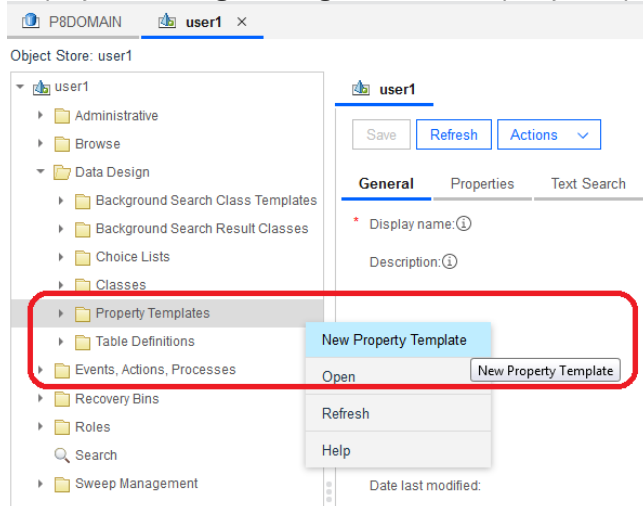 P8DOMAIN
user1 ×
Object Store: user1
user1
Administrative
Browse
Data Design
Background Search Class Templates
Background Search Result Classes
Choice Lists
Classes
Property Templates
Table Definitions
Events, Actions, Processes
Recovery Bins
Roles
Search
Sweep Management
user1
Save Refresh Actions
General Properties Text Search
* Display name:
Description:
New Property Template
Open
Refresh
Help
New Property Template
Date last modified: